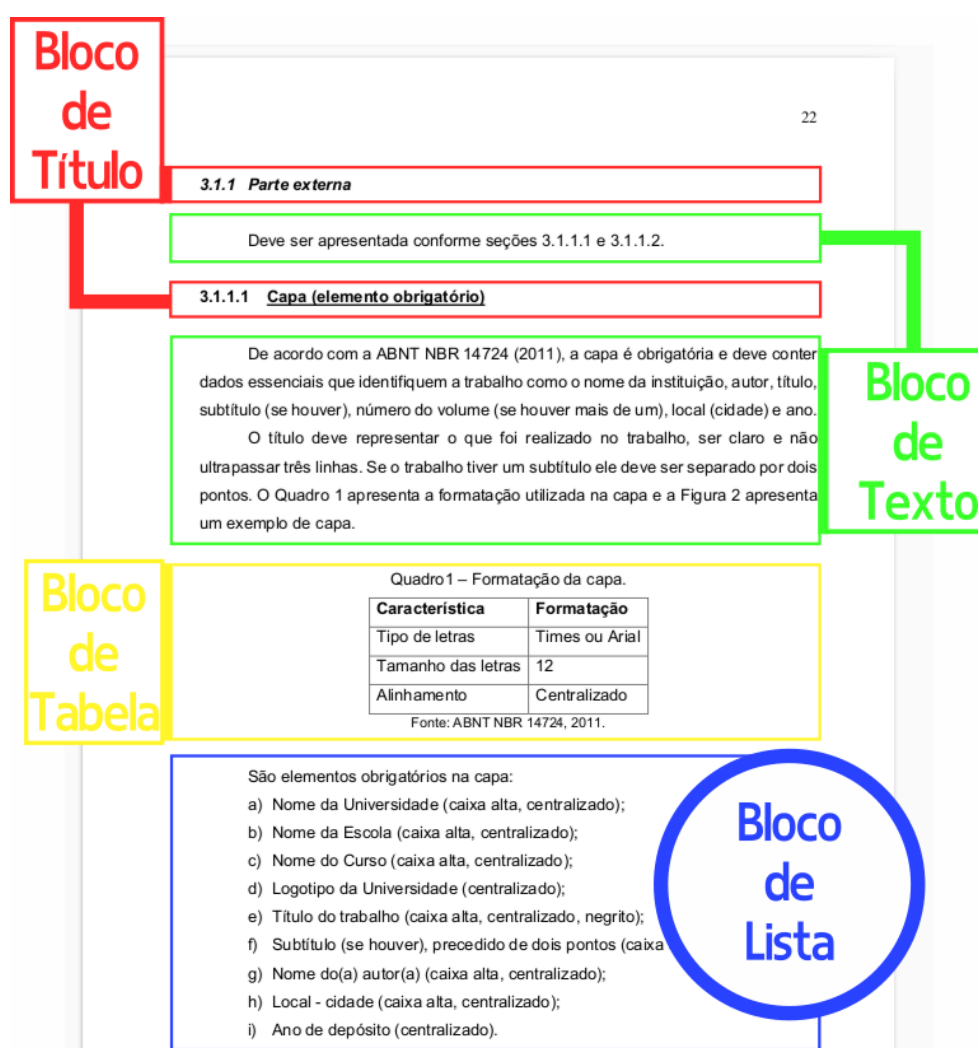 Bloco
de
Título
22
3.1.1 Parte externa
Deve ser apresentada conforme seções 3.1.1.1 e 3.1.1.2.
3.1.1.1 Capa (elemento obrigatório)
De acordo com a ABNT NBR 14724 (2011), a capa é obrigatória e deve conter
dados essenciais que identifiquem a trabalho como o nome da instituição, autor, título,
subtítulo (se houver), número do volume (se houver mais de um), local (cidade) e ano.
O título deve representar o que foi realizado no trabalho, ser claro e não
ultrapassar três linhas. Se o trabalho tiver um subtítulo ele deve ser separado por dois
pontos. O Quadro 1 apresenta a formatação utilizada na capa e a Figura 2 apresenta
um exemplo de capa.
Bloco
de
Texto
Bloco
de
Tabela
Quadro1 – Formatação da capa.
Característica Formatação
Tipo de letras Times ou Arial
Tamanho das letras 12
Alinhamento Centralizado
Fonte: ABNT NBR 14724, 2011.
São elementos obrigatórios na capa:
a) Nome da Universidade (caixa alta, centralizado);
b) Nome da Escola (caixa alta, centralizado);
c) Nome do Curso (caixa alta, centralizado);
d) Logotipo da Universidade (centralizado);
e) Título do trabalho (caixa alta, centralizado, negrito);
f) Subtítulo (se houver), precedido de dois pontos (caixa
g) Nome do(a) autor(a) (caixa alta, centralizado);
h) Local - cidade (caixa alta, centralizado);
i) Ano de depósito (centralizado).
Bloco
de
Lista